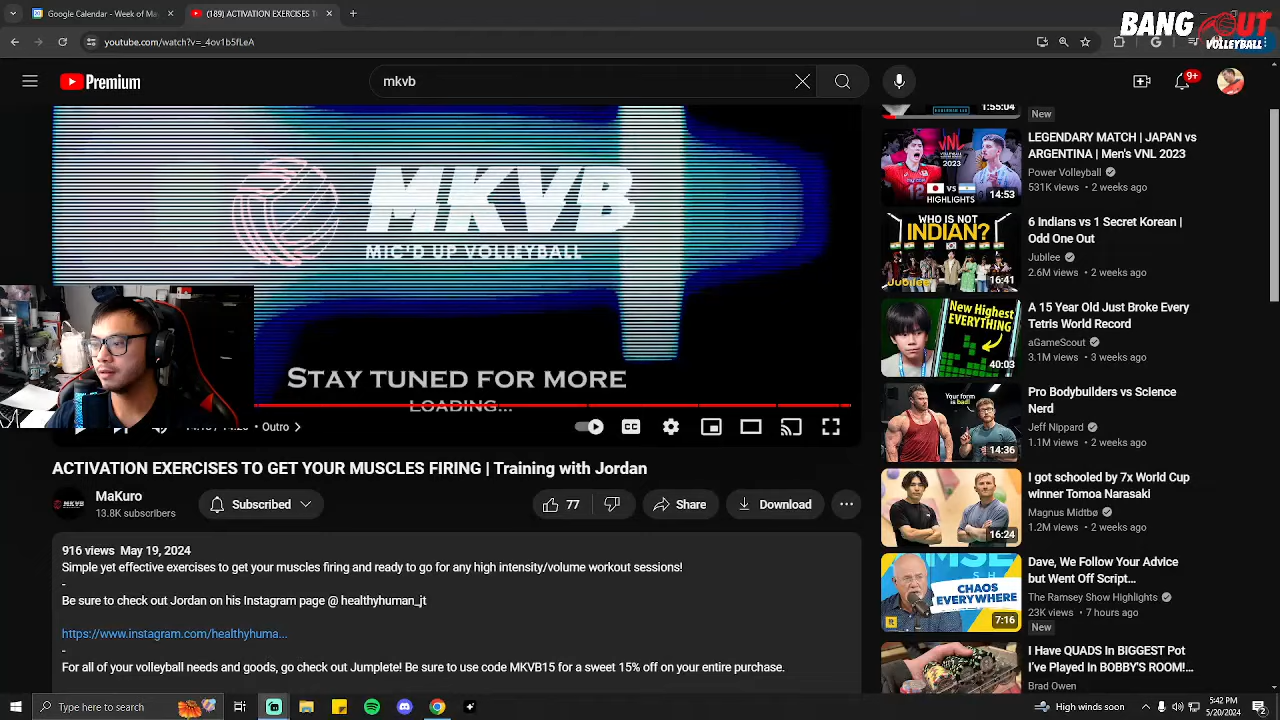 Google Calendar - Week of Ma
(189) ACTIVATION EXERCISES T
BANG OUT
VOLLEYBALL
youtube.com/watch?v=_4ov1b5fLeA
Premium
mkvb
9+
MKVB
MIC'D UP VOLLEYBALL
STAY TUNED FOR MORE
LOADING...
• Outro
CC
ACTIVATION EXERCISES TO GET YOUR MUSCLES FIRING | Training with Jordan
MKVB
MaKuro
13.8K subscribers
Subscribed
77
Share
Download
916 views May 19, 2024
Simple yet effective exercises to get your muscles firing and ready to go for any high intensity/volume workout sessions!
-
Be sure to check out Jordan on his Instagram page @ healthyhuman_jt
https://www.instagram.com/healthyhuma...
-
For all of your volleyball needs and goods, go check out Jumplete! Be sure to use code MKVB15 for a sweet 15% off on your entire purchase.
1:55:04
New
VNL
2023
HIGHLIGHTS
14:53
LEGENDARY MATCH | JAPAN vs
ARGENTINA | Men's VNL 2023
Power Volleyball
531K views • 2 weeks ago
WHO IS NOT
INDIAN?
Jubilee
16:41
6 Indians vs 1 Secret Korean |
Odd One Out
Jubilee
2.6M views • 2 weeks ago
New Highest
EVERYTHING
40:03
A 15 Year Old Just Broke Every
Tetris World Record
aGameScout
3.1M views • 3 weeks ago
Your form
is bad!
14:36
Pro Bodybuilders vs Science
Nerd
Jeff Nippard
1.1M views • 2 weeks ago
16:24
I got schooled by 7x World Cup
winner Tomoa Narasaki
Magnus Midtbø
1.2M views • 2 weeks ago
CHAOS
EVERYWHERE
7:16
Dave, We Follow Your Advice
but Went Off Script...
The Ramsey Show Highlights
23K views • 7 hours ago
New
I Have QUADS In BIGGEST Pot
I've Played In BOBBY'S ROOM!...
Brad Owen
Type here to search
High winds soon
5:42 PM
5/20/2024
2